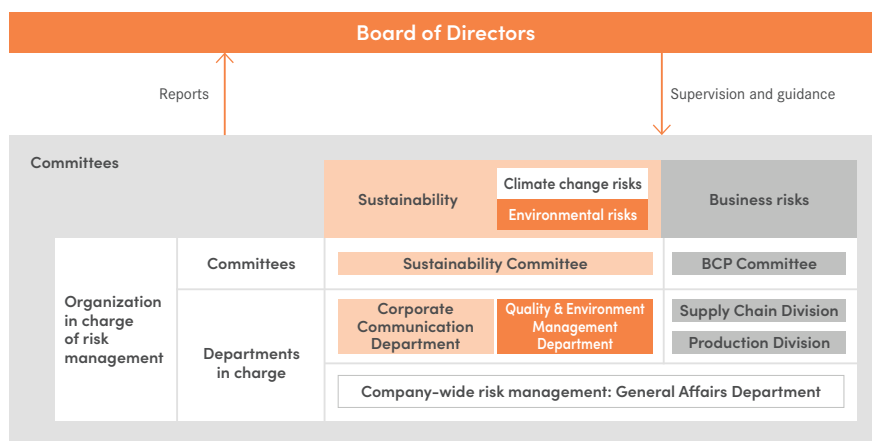 Board of Directors
Reports
Supervision and guidance
Committees
Sustainability
Climate change risks
Environmental risks
Business risks
Organization
in charge
of risk
management
Committees
Sustainability Committee
BCP Committee
Departments
in charge
Corporate
Communication
Department
Quality & Environment
Management
Department
Supply Chain Division
Production Division
Company-wide risk management: General Affairs Department